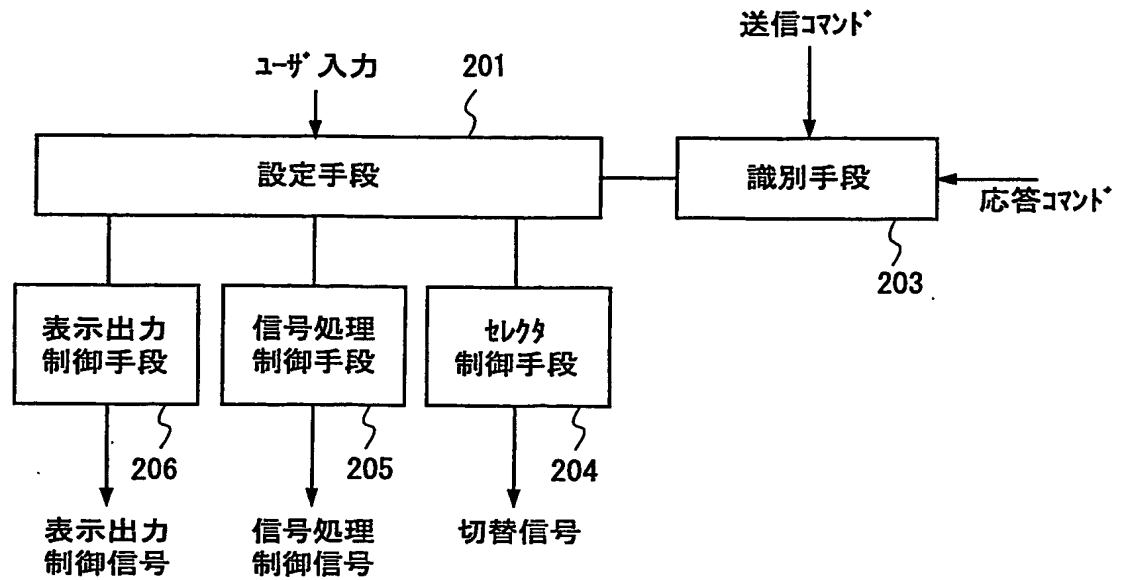 送信ｺﾏﾝﾄﾞ
ﾕｰｻﾞ入力
201
設定手段
識別手段
応答ｺﾏﾝﾄﾞ
203
表示出力
制御手段
信号処理
制御手段
ｾﾚｸﾀ
制御手段
206
205
204
表示出力
制御信号
信号処理
制御信号
切替信号